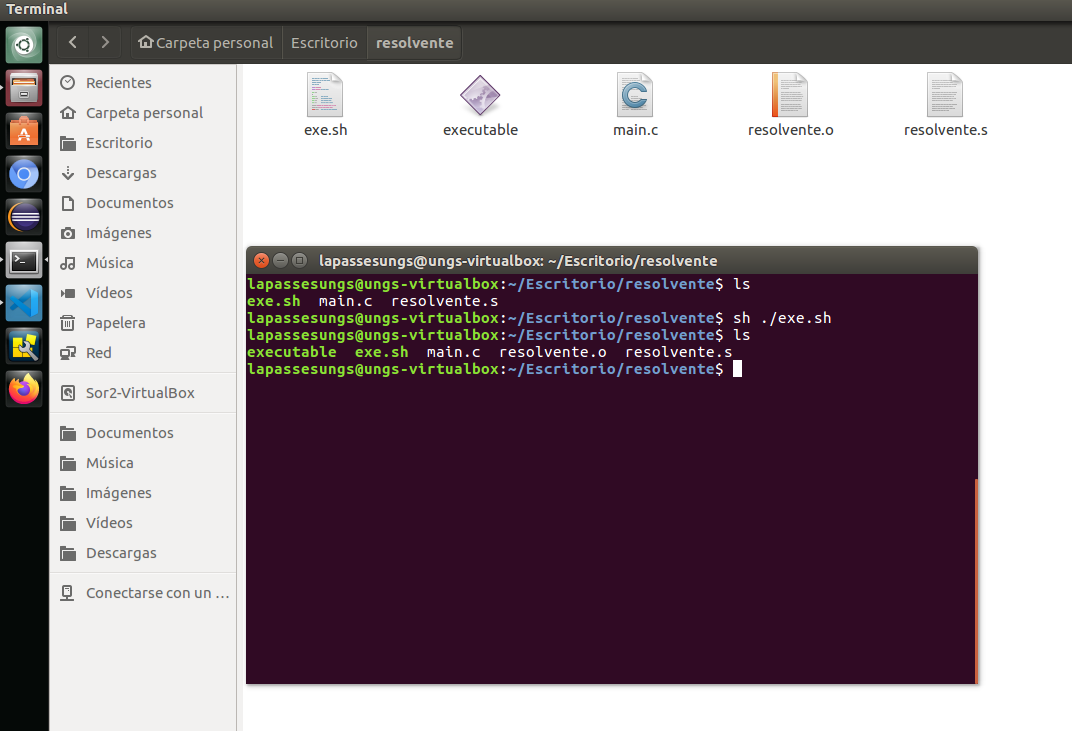 Terminal
Carpeta personal Escritorio resolvente
Recientes
Carpeta personal
Escritorio
Descargas
Documentos
Imágenes
Música
Vídeos
Papelera
Red
Sor2-VirtualBox
Documentos
Música
Imágenes
Vídeos
Descargas
Conectarse con un ...
exe.sh executable main.c resolvente.o resolvente.s
lapassesungs@ungs-virtualbox: ~/Escritorio/resolvente
lapassesungs@ungs-virtualbox:~/Escritorio/resolvente$ ls
exe.sh main.c resolvente.s
lapassesungs@ungs-virtualbox:~/Escritorio/resolvente$ sh ./exe.sh
lapassesungs@ungs-virtualbox:~/Escritorio/resolvente$ ls
executable exe.sh main.c resolvente.o resolvente.s
lapassesungs@ungs-virtualbox:~/Escritorio/resolvente$